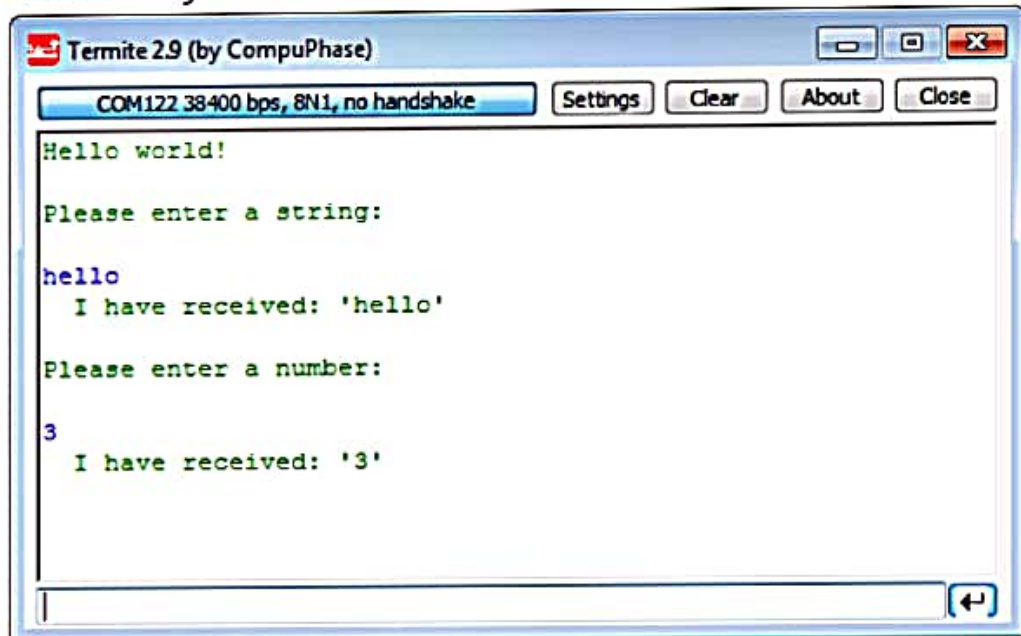 Termite 2.9 (by CompuPhase)
COM122 38400 bps, 8N1, no handshake Settings Clear About Close
Hello world!
Please enter a string:
hello
I have received: 'hello'
Please enter a number:
3
I have received: '3'